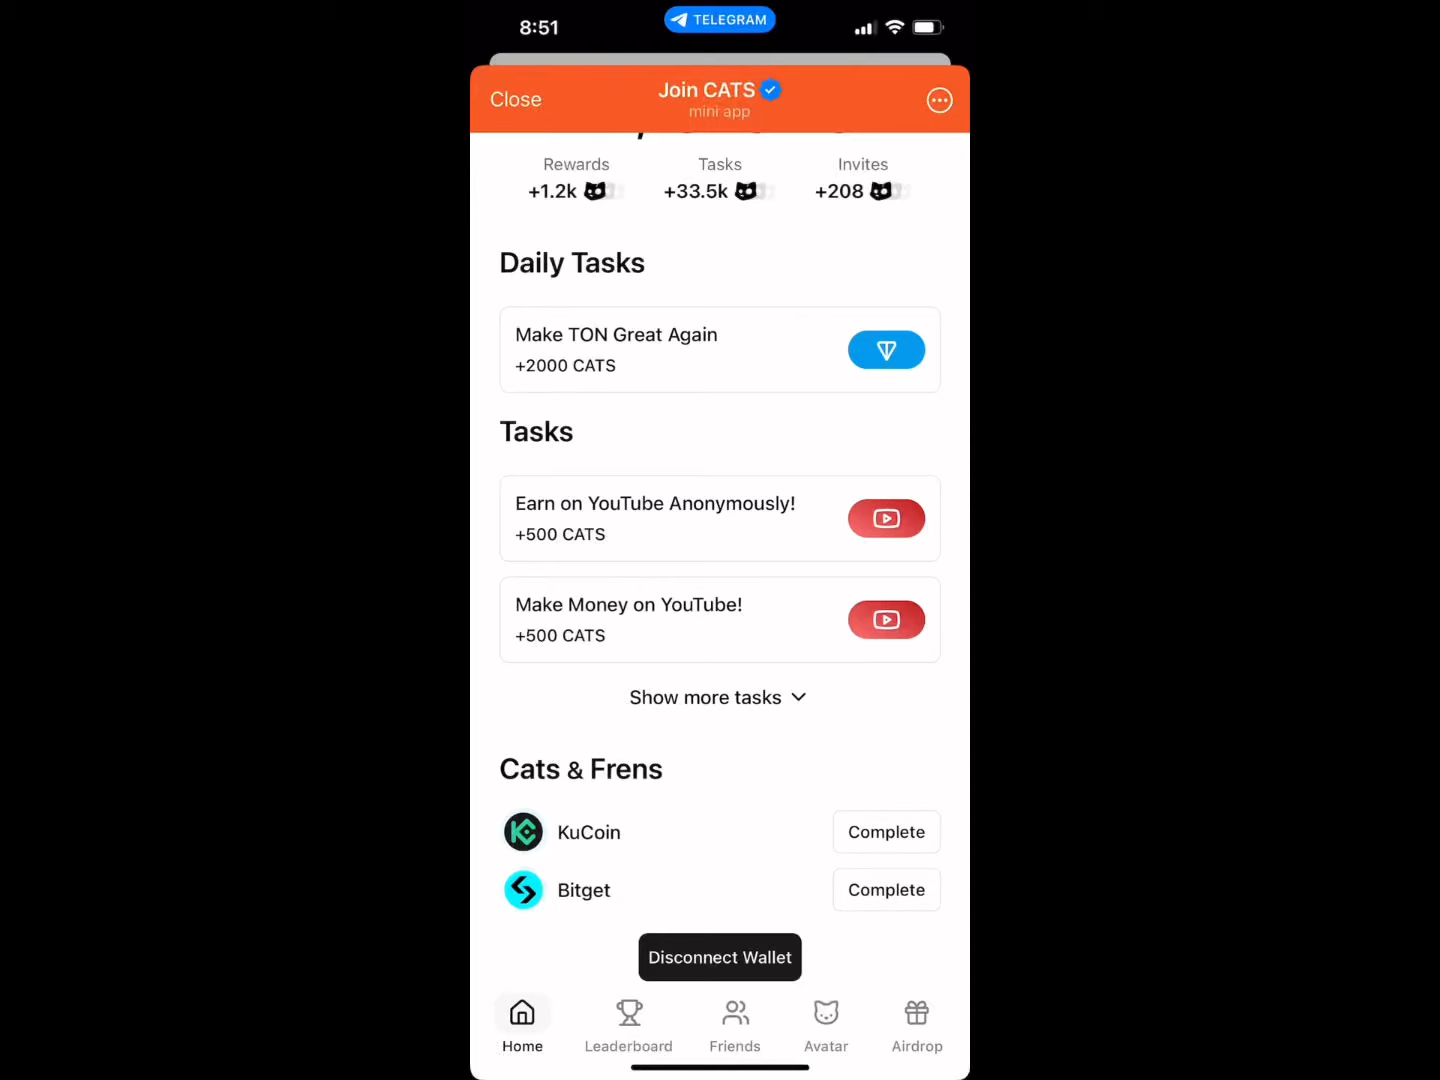 8:51
TELEGRAM
Close
Join CATS
mini app
Rewards
Tasks
Invites
+1.2k
+33.5k
+208
Daily Tasks
Make TON Great Again
+2000 CATS
Tasks
Earn on YouTube Anonymously!
+500 CATS
Make Money on YouTube!
+500 CATS
Show more tasks
Cats & Frens
KuCoin
Complete
Bitget
Complete
Disconnect Wallet
Home
Leaderboard
Friends
Avatar
Airdrop